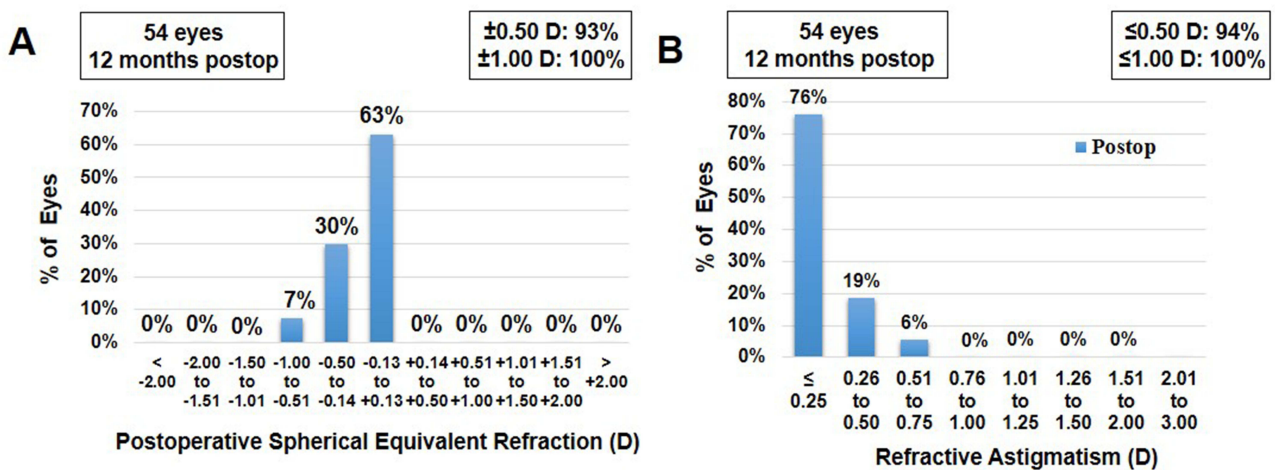 A
54 eyes
12 months postop
±0.50 D: 93%
±1.00 D: 100%
70%
60%
50%
40%
30%
20%
10%
0%
% of Eyes
0%
0%
0%
7%
30%
63%
0%
0%
0%
0%
< -2.00 -1.50 -1.00 -0.50 -0.13 +0.14 +0.51 +1.01 +1.51 >
-2.00 to to to to to to to to to +2.00
-1.51 -1.01 -0.51 -0.14 +0.13 +0.50 +1.00 +1.50 +2.00
Postoperative Spherical Equivalent Refraction (D)
B
54 eyes
12 months postop
≤0.50 D: 94%
≤1.00 D: 100%
80%
70%
60%
50%
40%
30%
20%
10%
0%
% of Eyes
76%
19%
6%
0%
0%
0%
0%
Postop
≤ 0.26 0.51 0.76 1.01 1.26 1.51 2.01
0.25 to to to to to to to
0.50 0.75 1.00 1.25 1.50 2.00 3.00
Refractive Astigmatism (D)